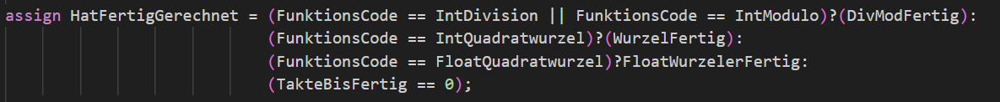 assign HatFertigGerechnet = (FunktionsCode == IntDivision || FunktionsCode == IntModulo)?(DivModFertig):
(FunktionsCode == IntQuadratwurzel)?(WurzelFertig):
(FunktionsCode == FloatQuadratwurzel)?FloatWurzelerFertig:
(TakteBisFertig == 0);